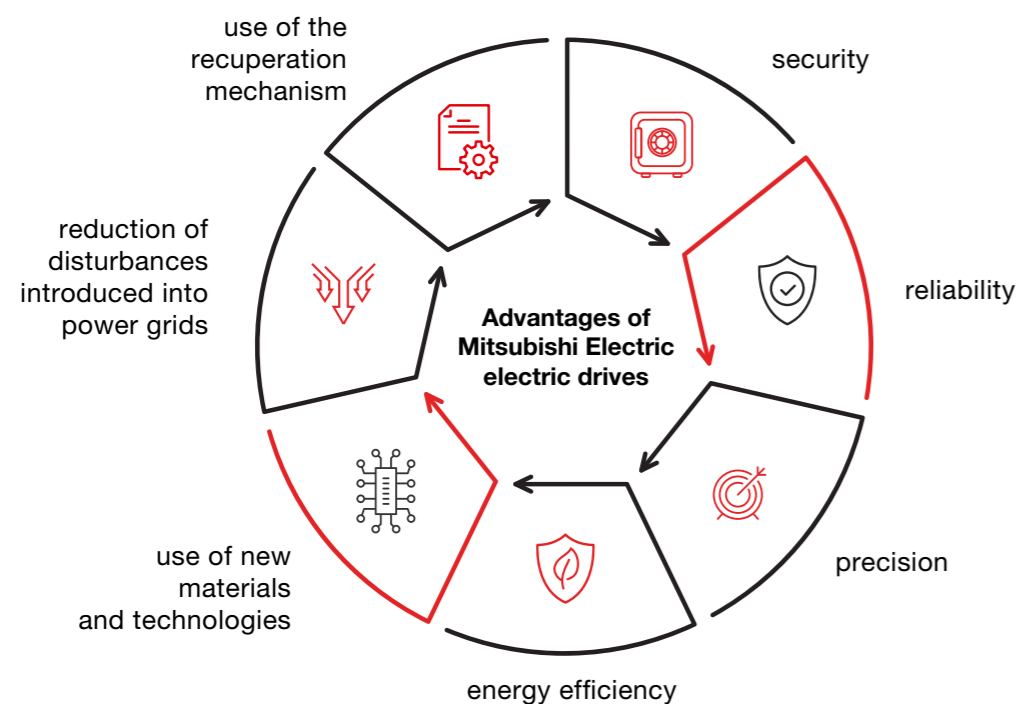 use of the
recuperation
mechanism
security
reduction of
disturbances
introduced into
power grids
reliability
Advantages of
Mitsubishi Electric
electric drives
precision
use of new
materials
and technologies
energy efficiency